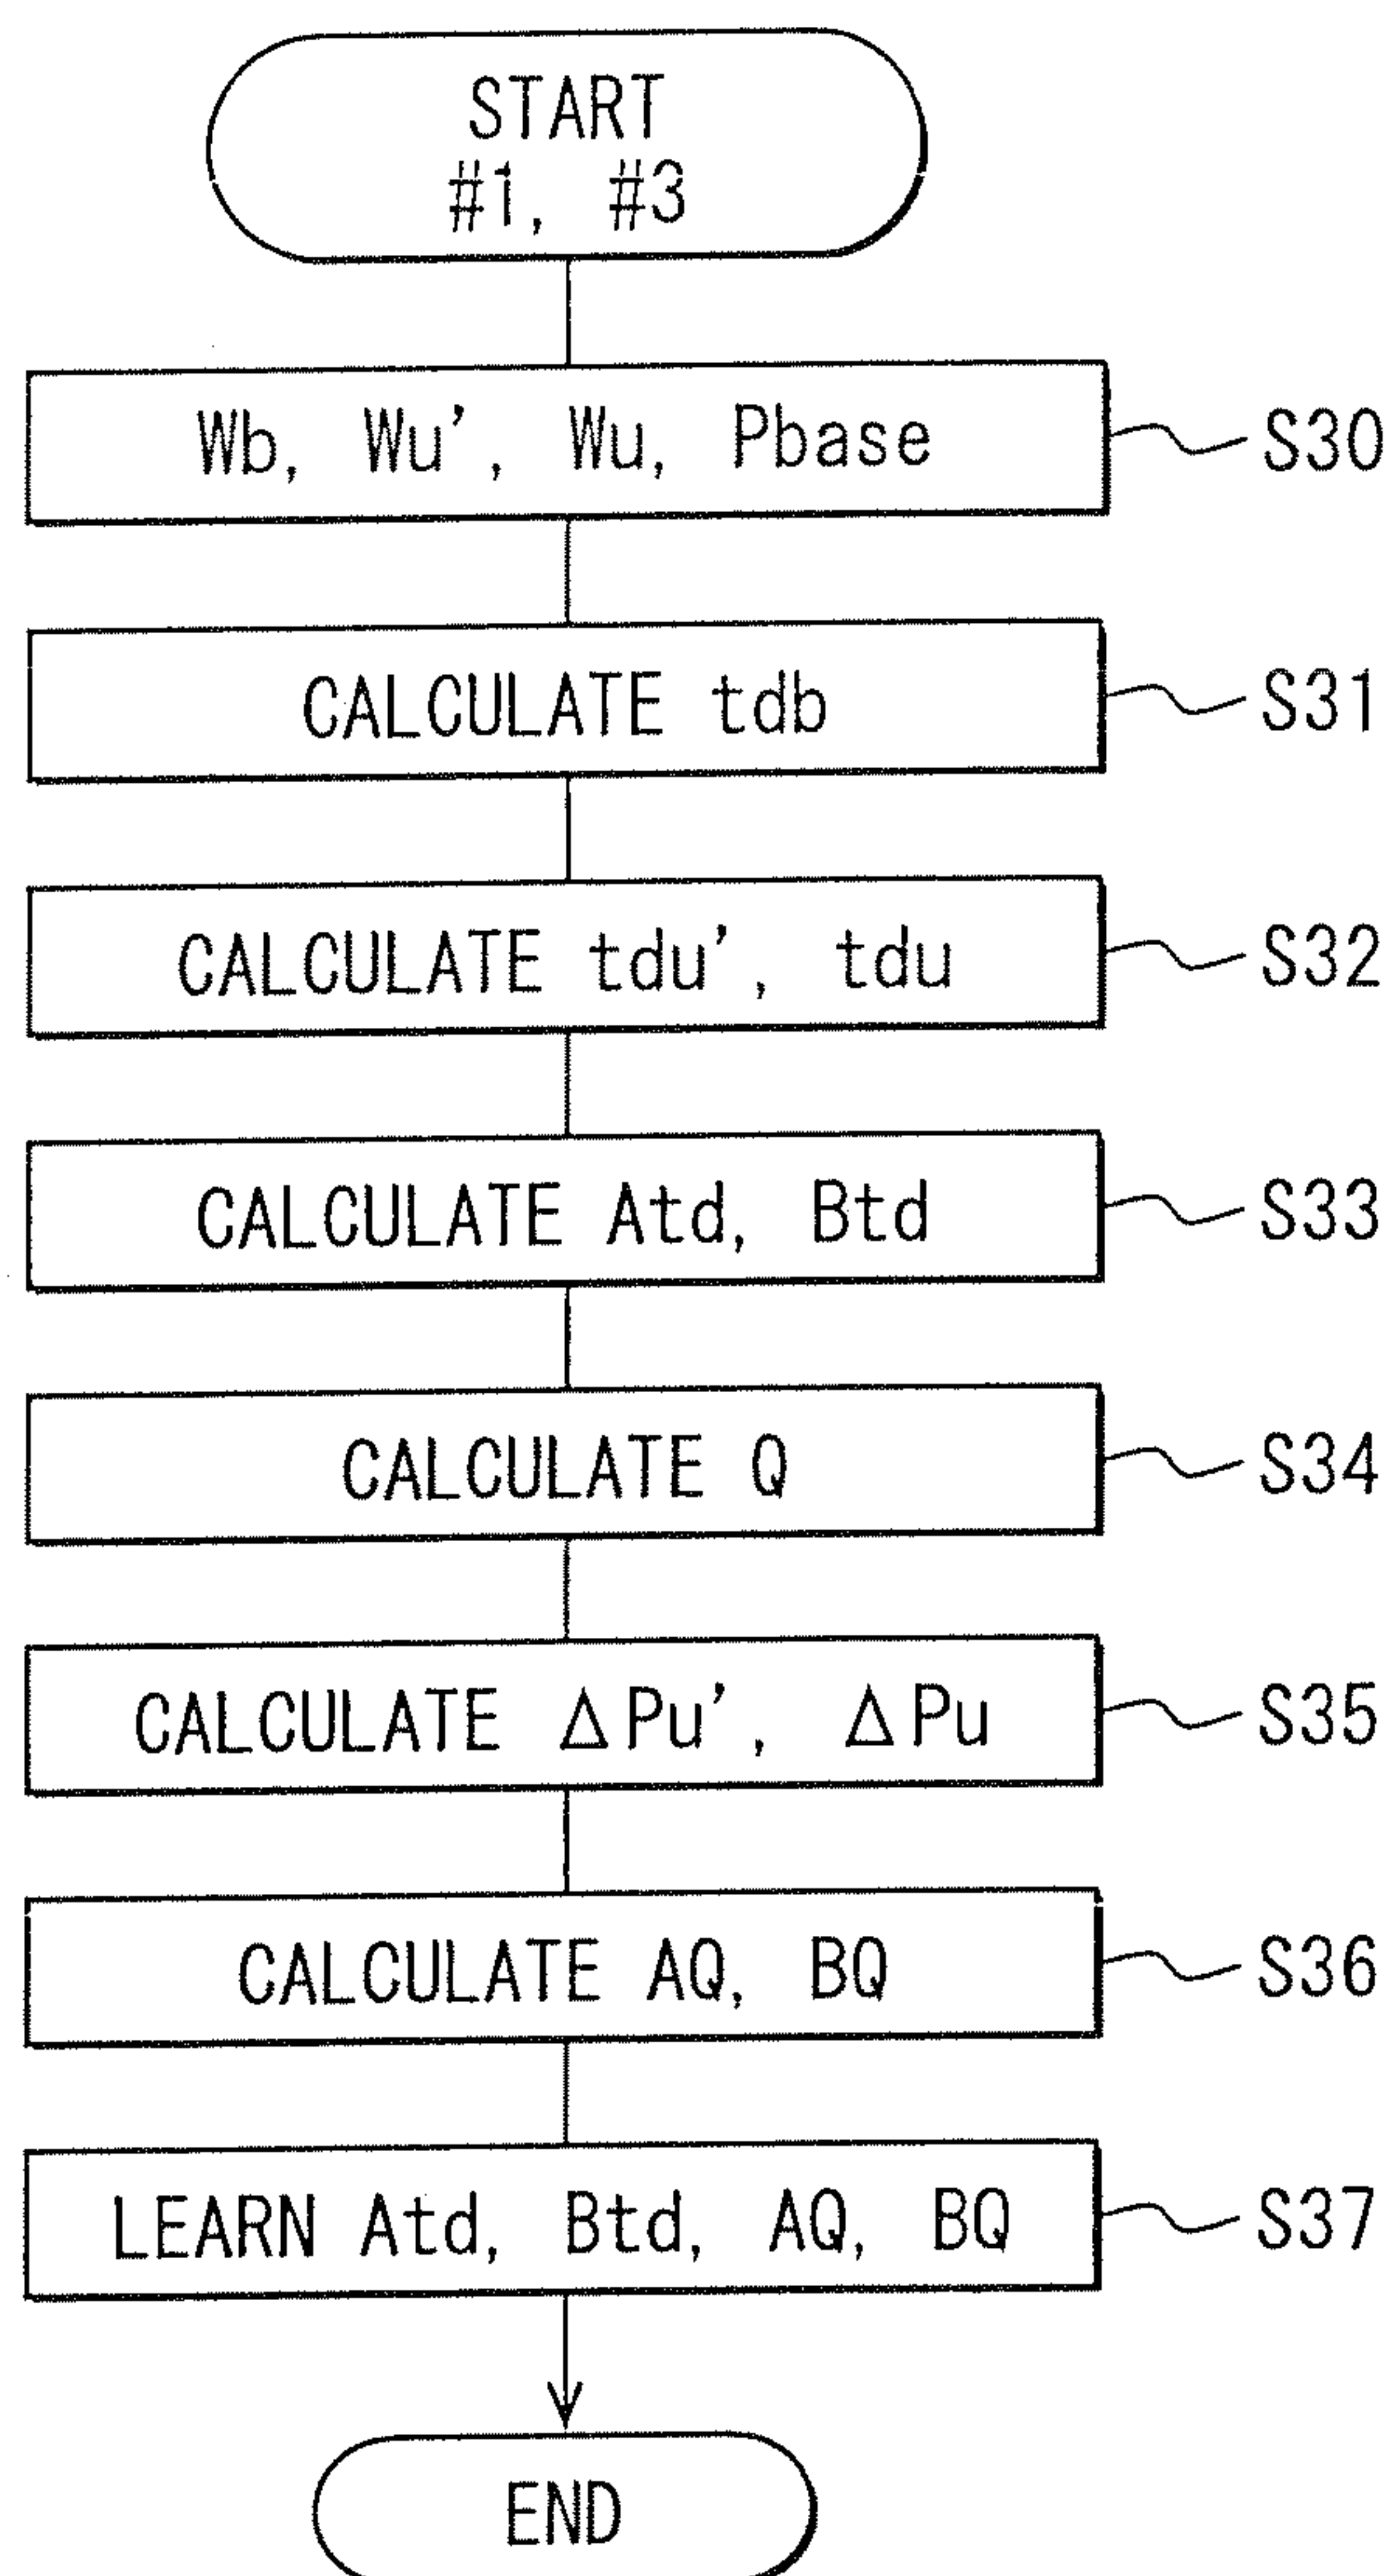 START
#1, #3
Wb, Wu', Wu, Pbase
S30
CALCULATE tdb
S31
CALCULATE tdu', tdu
S32
CALCULATE Atd, Btd
S33
CALCULATE Q
S34
CALCULATE ΔPu', ΔPu
S35
CALCULATE AQ, BQ
S36
LEARN Atd, Btd, AQ, BQ
S37
END